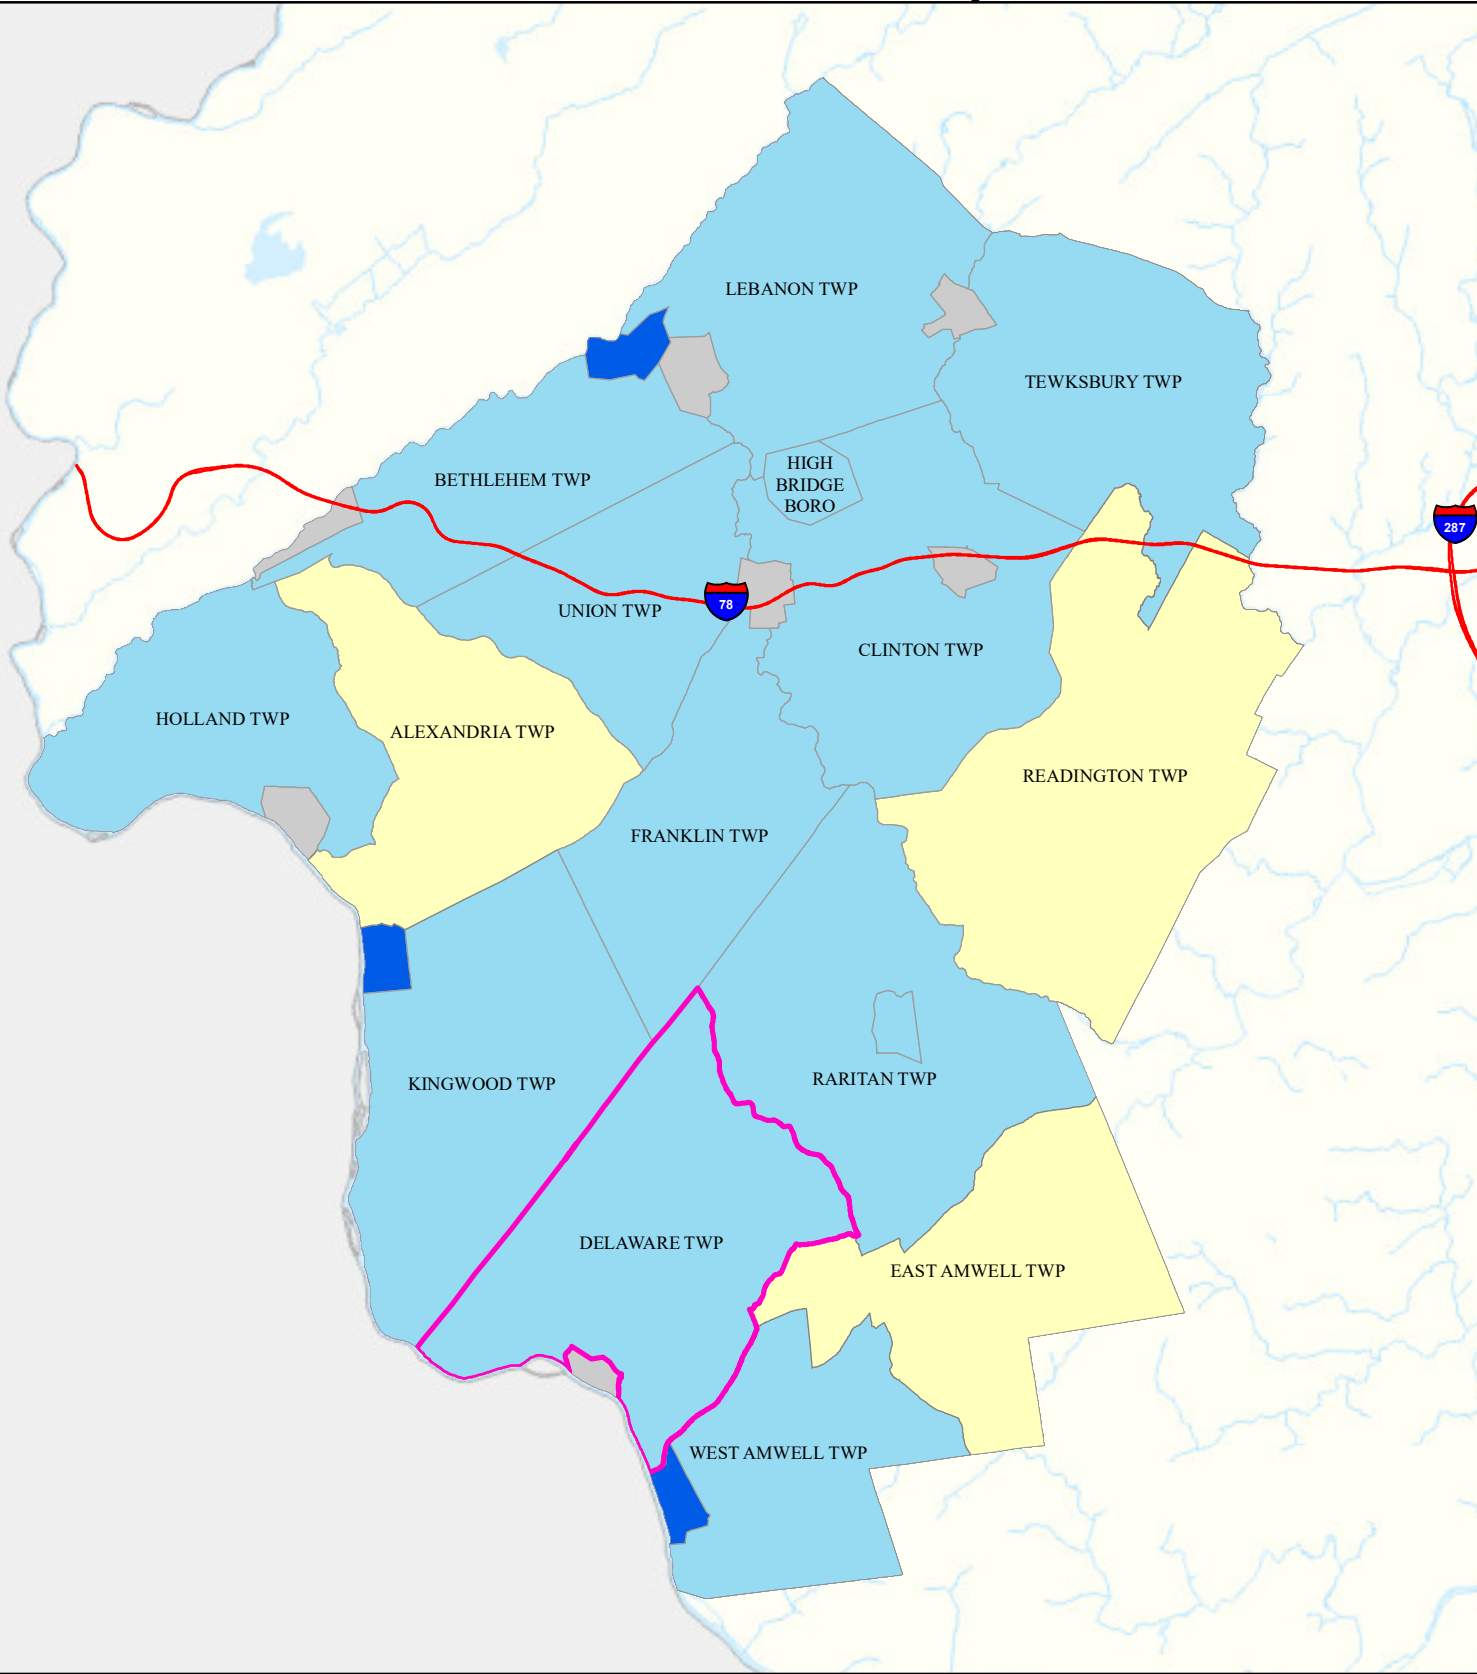 LEBANON TWP
TEWKSBURY TWP
HIGH
BRIDGE
BORO
BETHLEHEM TWP
287
78
UNION TWP
CLINTON TWP
HOLLAND TWP
ALEXANDRIA TWP
READINGTON TWP
FRANKLIN TWP
RARITAN TWP
KINGWOOD TWP
DELAWARE TWP
EAST AMWELL TWP
WEST AMWELL TWP